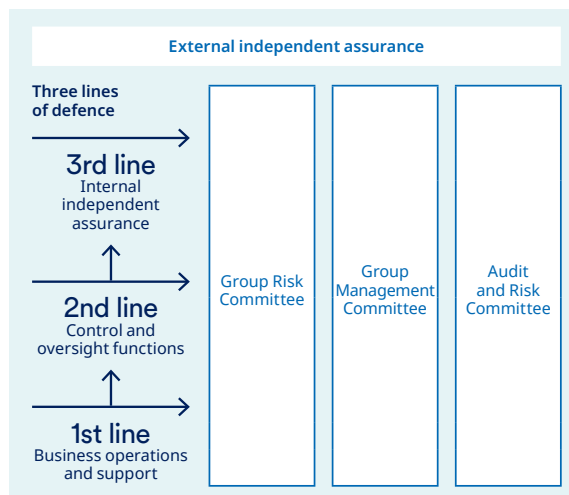 External independent assurance
Three lines
of defence
3rd line
Internal
independent
assurance
2nd line
Control and
oversight functions
1st line
Business operations
and support
Group Risk
Committee
Group
Management
Committee
Audit
and Risk
Committee